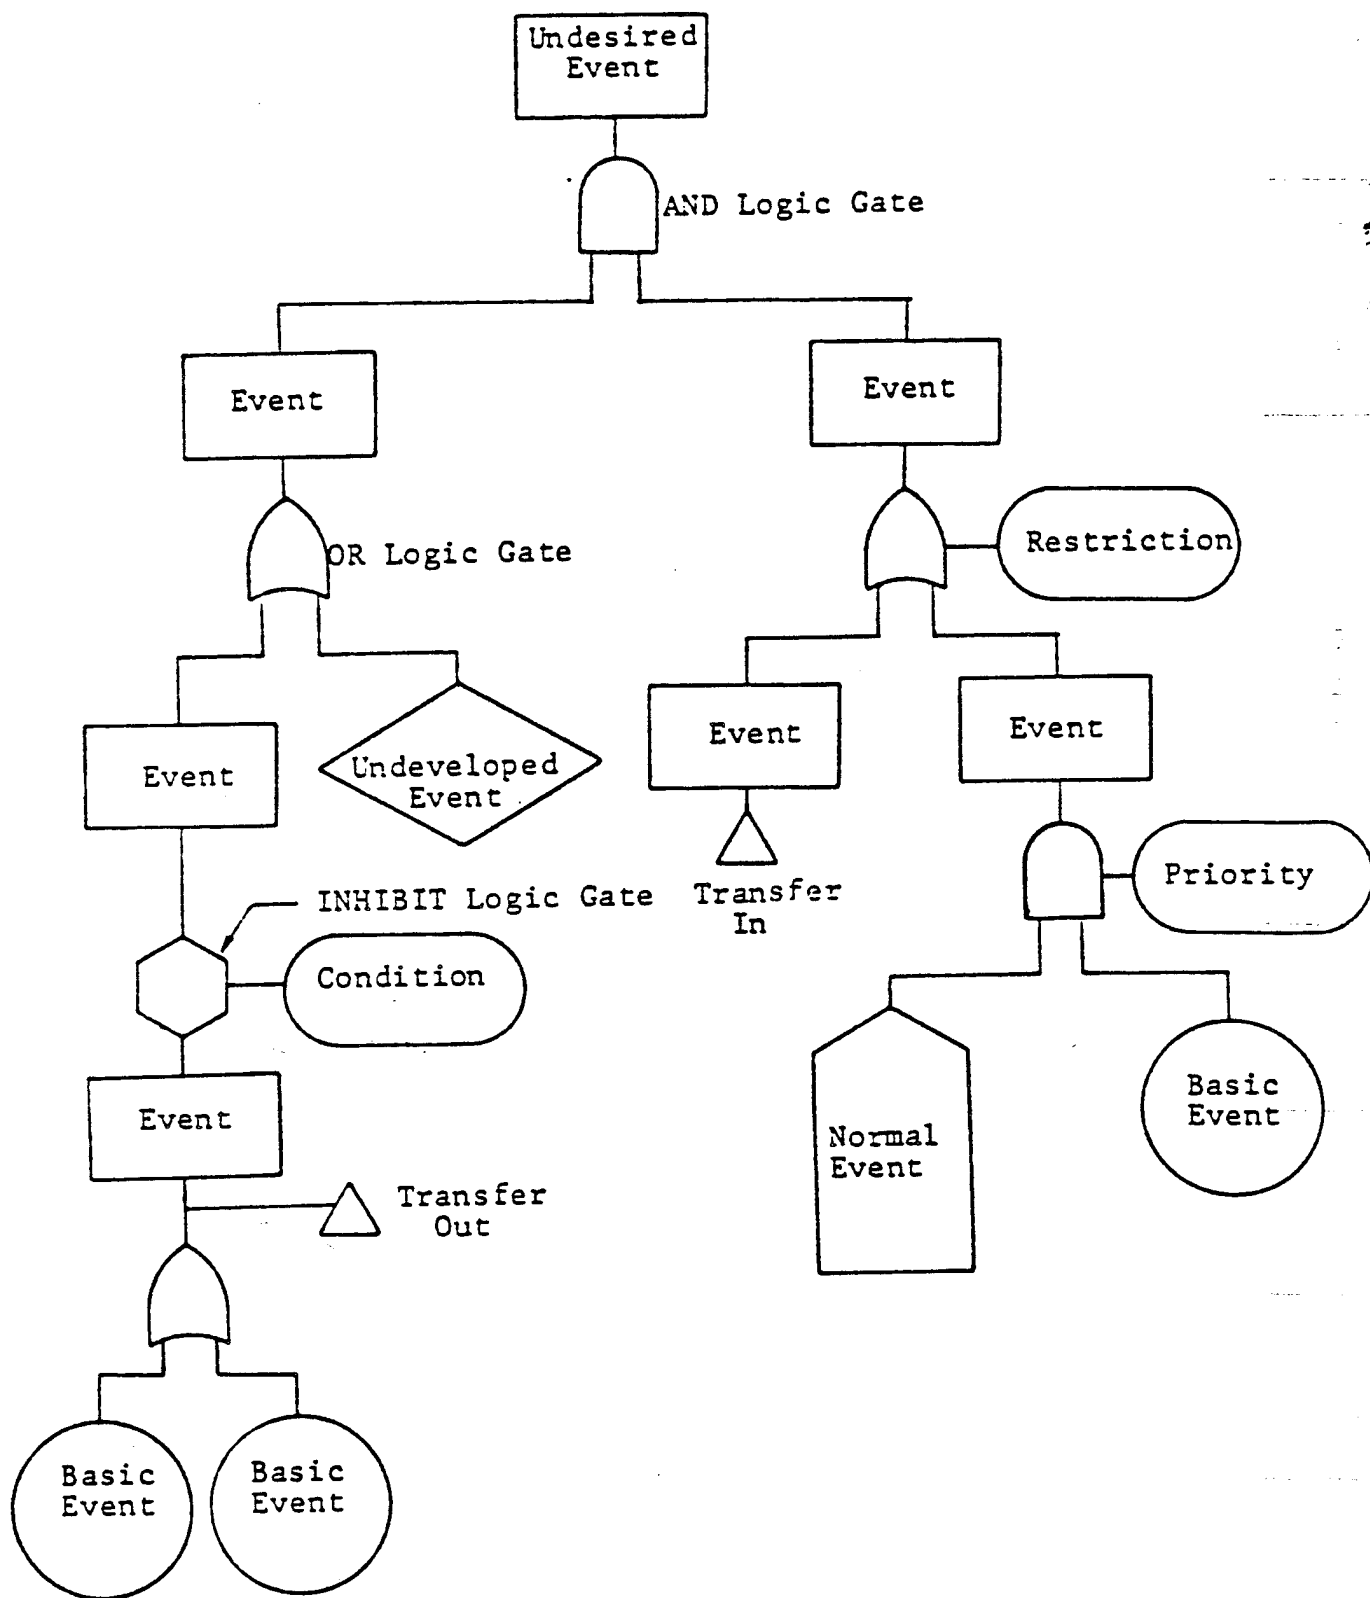 Undesired
Event
AND Logic Gate
Event
Event
OR Logic Gate
Restriction
Event
Undeveloped
Event
Event
Event
INHIBIT Logic Gate
Transfer
In
Priority
Condition
Event
Normal
Event
Basic
Event
Transfer
Out
Basic
Event
Basic
Event